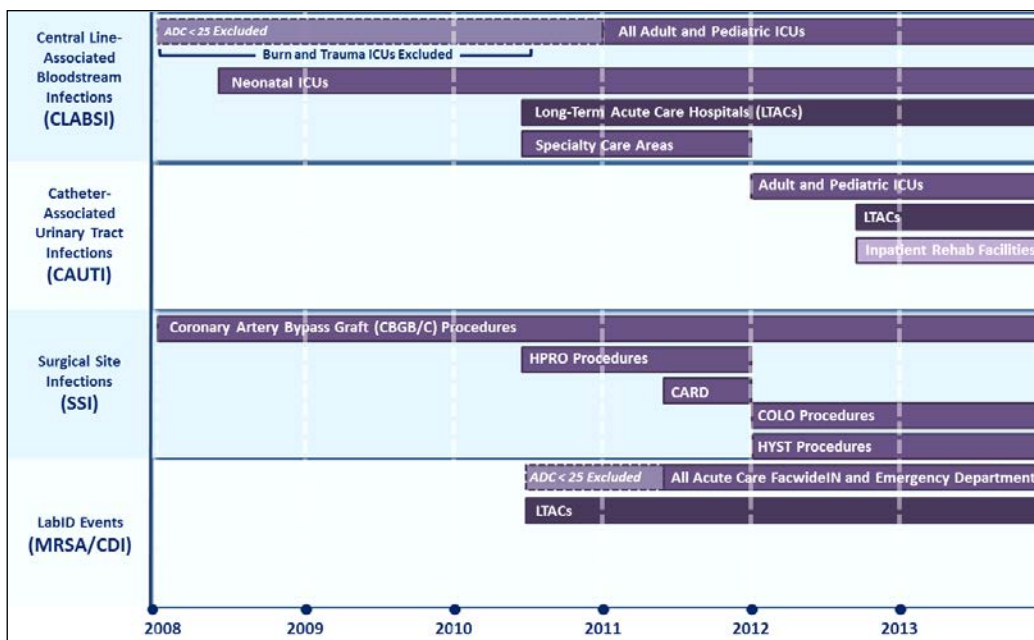 Central Line-
Associated
Bloodstream
Infections
(CLABSI)
ADC < 25 Excluded
All Adult and Pediatric ICUs
Burn and Trauma ICUs Excluded
Neonatal ICUs
Long-Term Acute Care Hospitals (LTACs)
Specialty Care Areas
Catheter-
Associated
Urinary Tract
Infections
(CAUTI)
Adult and Pediatric ICUs
LTACs
Inpatient Rehab Facilities
Surgical Site
Infections
(SSI)
Coronary Artery Bypass Graft (CBGB/C) Procedures
HPRO Procedures
CARD
COLO Procedures
HYST Procedures
LabID Events
(MRSA/CDI)
ADC < 25 Excluded
All Acute Care FacwideIN and Emergency Department
LTACs
2008 2009 2010 2011 2012 2013